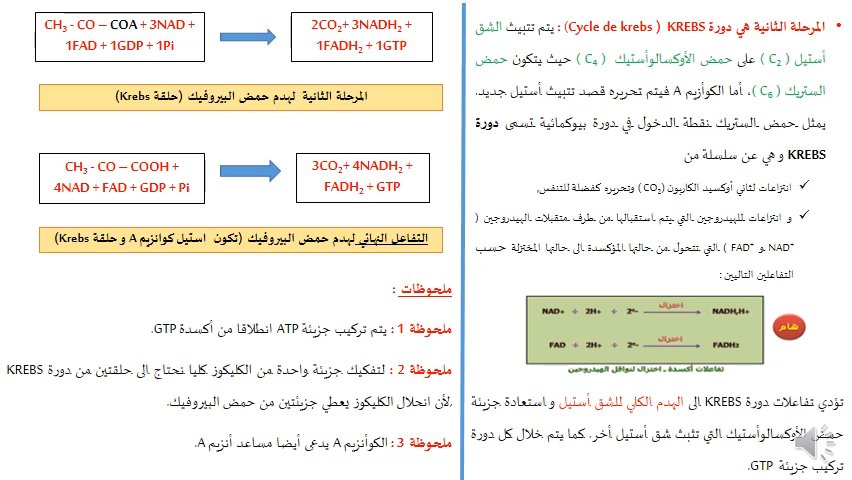 • المرحلة الثانية هي دورة KREBS ( Cycle de krebs) : يتم تثبيث الشق
أستيل ( C₂ ) على حمض الأوكسالوأستيك ( C₄ ) حيث يتكون حمض
الستريك ( C₆ )، أما الكوأنزيم A فيتم تحريره قصد تثبيث أستيل جديد.
يمثل حمض الستريك نقطة الدخول في دورة بيوكمائية تسمى دورة
KREBS و هي عن سلسلة من
✓ انتزاعات لثاني أوكسيد الكاربون (CO₂ ) وتحريره كفضلة للتنفس,
✓ و انتزاعات للهيدروجين التي يتم استقبالها من طرف متقبلات الهيدروجين (
NAD⁺ و FAD⁺ ) التي تتحول من حالتها المؤكسدة الى حالتها المختزلة حسب
التفاعلين التاليين :
NAD+ + 2H+ + 2e- اختزال NADH,H+
FAD + 2H+ + 2e- اختزال FADH₂
تفاعلات أكسدة ـ اختزال لنواقل الهيدروجين
هام
تؤدي تفاعلات دورة KREBS الى الهدم الكلي للشق أستيل و استعادة جزيئة
حمض الأوكسالوأستيك التي تثبث شق أستيل أخر. كما يتم خلال كل دورة
تركيب جزيئة GTP.
CH₃ - CO – COA + 3NAD +
1FAD + 1GDP + 1Pi
2CO₂+ 3NADH₂ +
1FADH₂ + 1GTP
المرحلة الثانية لهدم حمض البيروفيك (حلقة Krebs)
CH₃ - CO – COOH +
4NAD + FAD + GDP + Pi
3CO₂+ 4NADH₂ +
FADH₂ + GTP
التفاعل النهائي لهدم حمض البيروفيك (تكون استيل كوانزيم A و حلقة Krebs)
ملحوظات :
ملحوظة 1 : يتم تركيب جزيئة ATP انطلاقا من أكسدة GTP.
ملحوظة 2 : لتفكيك جزيئة واحدة من الكليكوز كليا نحتاج الى حلقتين من دورة KREBS
,لأن انحلال الكليكوز يعطي جزيئتين من حمض البيروفيك.
ملحوظة 3 : الكوأنزيم A يدعى أيضا مساعد أنزيم A.